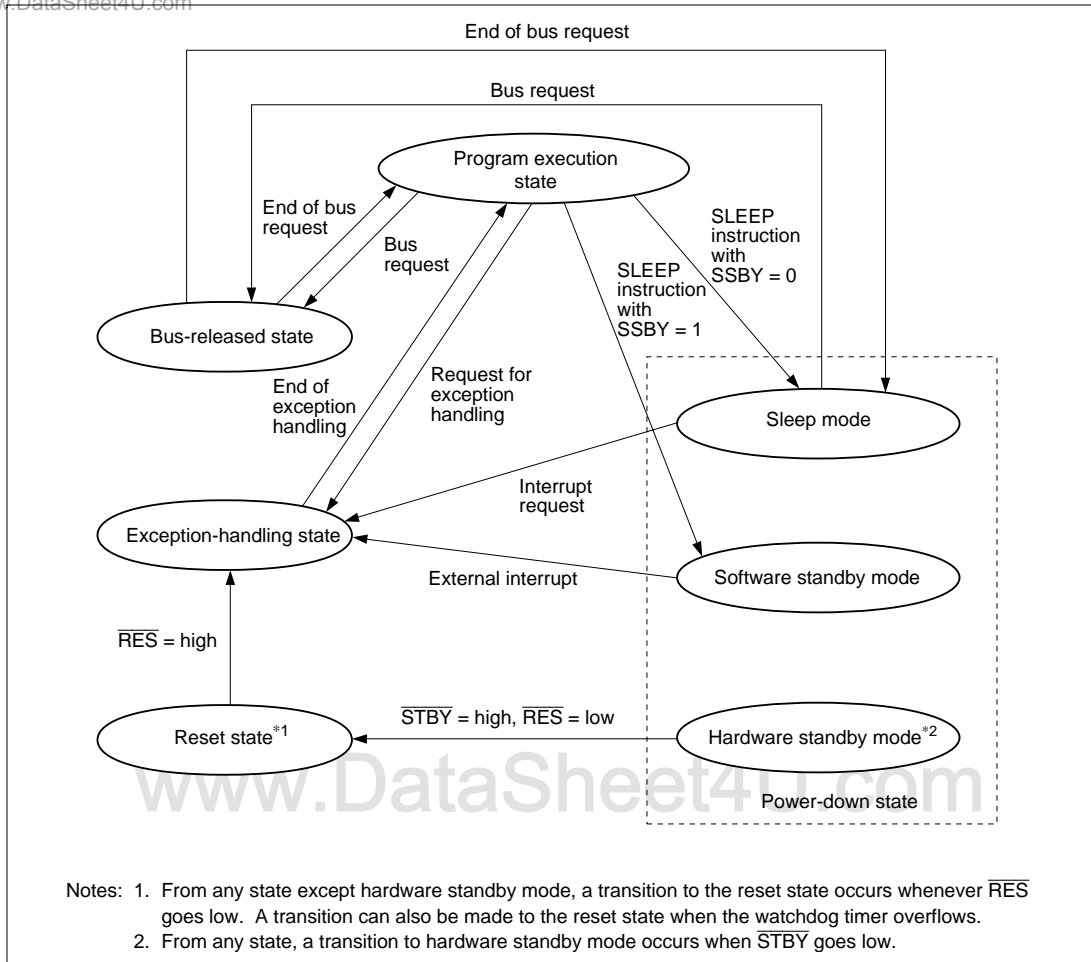 w.DataSheet4U.com
End of bus request
Bus request
Program execution
state
End of bus
request
Bus
request
SLEEP
instruction
with
SSBY = 0
SLEEP
instruction
with
SSBY = 1
Bus-released state
End of
exception
handling
Request for
exception
handling
Sleep mode
Interrupt
request
Exception-handling state
External interrupt
Software standby mode
R̅E̅S̅ = high
S̅T̅B̅Y̅ = high, R̅E̅S̅ = low
Reset state*1
Hardware standby mode*2
www.DataSheet4U.com
Power-down state
Notes: 1. From any state except hardware standby mode, a transition to the reset state occurs whenever R̅E̅S̅
goes low. A transition can also be made to the reset state when the watchdog timer overflows.
2. From any state, a transition to hardware standby mode occurs when S̅T̅B̅Y̅ goes low.